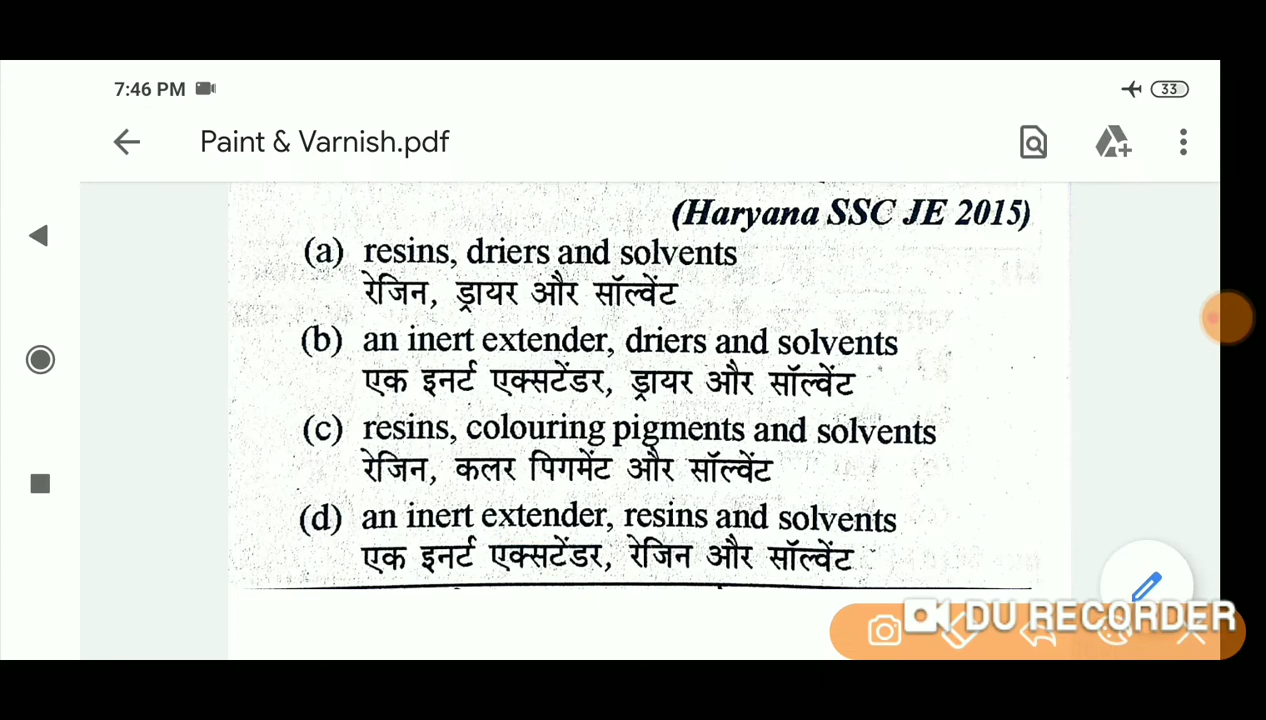 7:46 PM
33
Paint & Varnish.pdf
(Haryana SSC JE 2015)
(a) resins, driers and solvents
रेजिन, ड्रायर और सॉल्वेंट
(b) an inert extender, driers and solvents
एक इनर्ट एक्सटेंडर, ड्रायर और सॉल्वेंट
(c) resins, colouring pigments and solvents
रेजिन, कलर पिगमेंट और सॉल्वेंट
(d) an inert extender, resins and solvents
एक इनर्ट एक्सटेंडर, रेजिन और सॉल्वेंट
DU RECORDER